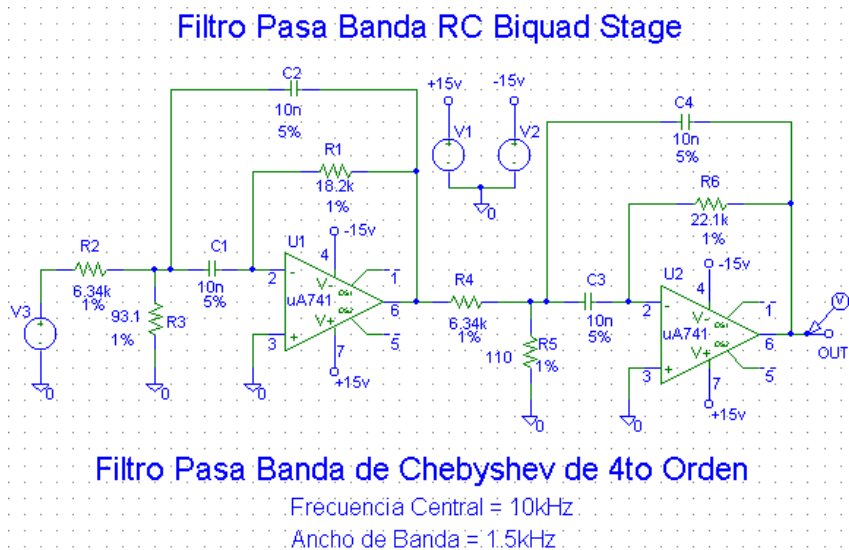 Filtro Pasa Banda RC Biquad Stage
C2
10n
5%
+15v
-15v
V1
V2
0
C4
10n
5%
R1
18.2k
1%
R6
22.1k
1%
R2
6.34k
1%
C1
10n
5%
U1
-15v
4
2
-
V-
OS1
1
uA741
OS2
6
3
+
V+
5
7
+15v
V3
93.1
1%
R3
0
0
0
R4
6.34k
1%
C3
10n
5%
110
R5
1%
U2
-15v
4
2
-
V-
OS1
1
uA741
OS2
6
3
+
V+
5
7
+15v
V
OUT
0
0
Filtro Pasa Banda de Chebyshev de 4to Orden
Frecuencia Central = 10kHz
Ancho de Banda = 1.5kHz